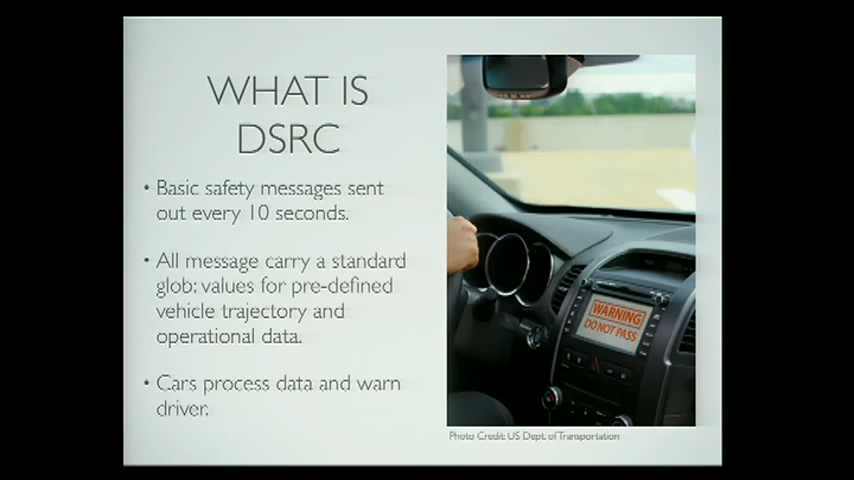 WHAT IS
DSRC
• Basic safety messages sent
out every 10 seconds.
• All message carry a standard
glob: values for pre-defined
vehicle trajectory and
operational data.
• Cars process data and warn
driver.
WARNING
DO NOT PASS
Photo Credit: US Dept. of Transportation